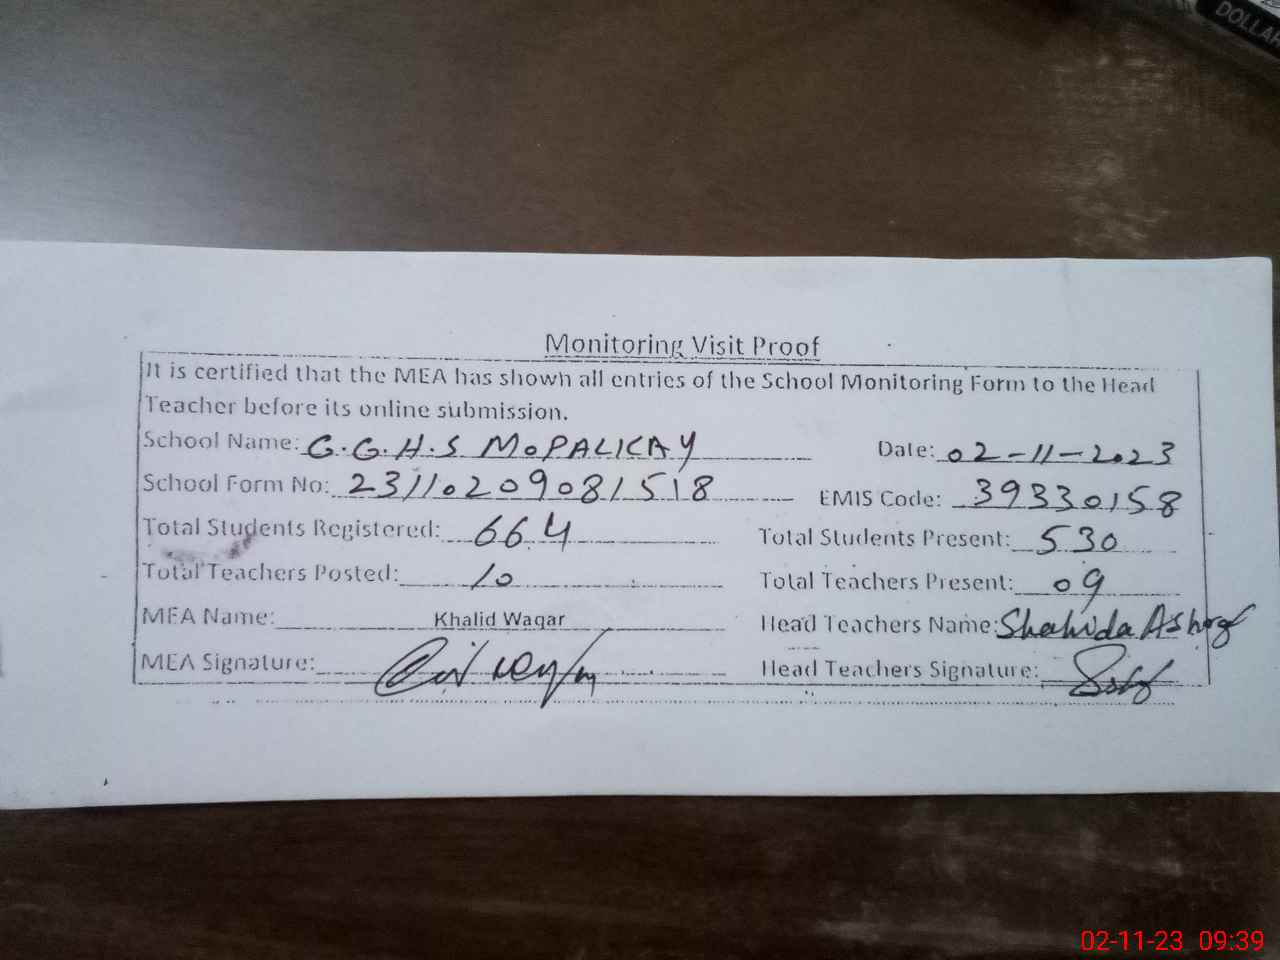 DOLLAR
Monitoring Visit Proof
It is certified that the MEA has shown all entries of the School Monitoring Form to the Head
Teacher before its online submission.
School Name: G.G.H.S MOPALKAY Date: 02-11-2023
School Form No: 23110209081518 EMIS Code: 39330158
Total Students Registered: 664 Total Students Present: 530
Total Teachers Posted: 10 Total Teachers Present: 09
MEA Name: Khalid Waqar Head Teachers Name: Shahida Ashraf
MEA Signature: Head Teachers Signature:
02-11-23 09:39